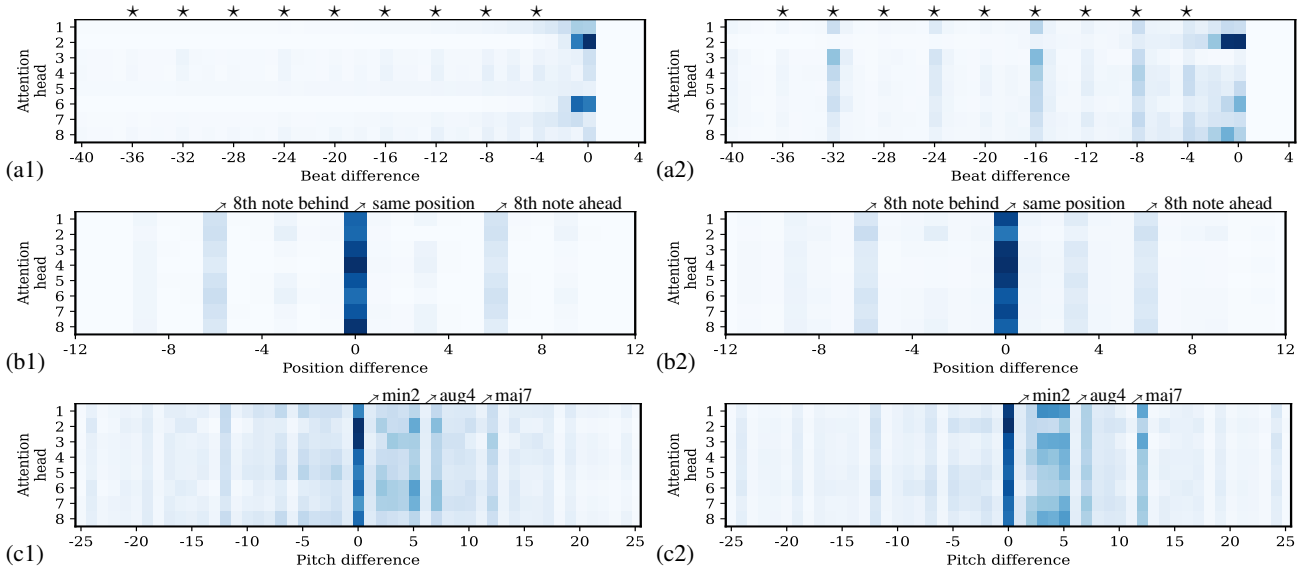 ★ ★ ★ ★ ★ ★ ★ ★ ★
1
2
3
4
5
6
7
8
Attention
head
-40 -36 -32 -28 -24 -20 -16 -12 -8 -4 0 4
Beat difference
(a1)
★ ★ ★ ★ ★ ★ ★ ★ ★
1
2
3
4
5
6
7
8
Attention
head
-40 -36 -32 -28 -24 -20 -16 -12 -8 -4 0 4
Beat difference
(a2)
↗ 8th note behind ↗ same position ↗ 8th note ahead
1
2
3
4
5
6
7
8
Attention
head
-12 -8 -4 0 4 8 12
Position difference
(b1)
↗ 8th note behind ↗ same position ↗ 8th note ahead
1
2
3
4
5
6
7
8
Attention
head
-12 -8 -4 0 4 8 12
Position difference
(b2)
↗ min2 ↗ aug4 ↗ maj7
1
2
3
4
5
6
7
8
Attention
head
-25 -20 -15 -10 -5 0 5 10 15 20 25
Pitch difference
(c1)
↗ min2 ↗ aug4 ↗ maj7
1
2
3
4
5
6
7
8
Attention
head
-25 -20 -15 -10 -5 0 5 10 15 20 25
Pitch difference
(c2)